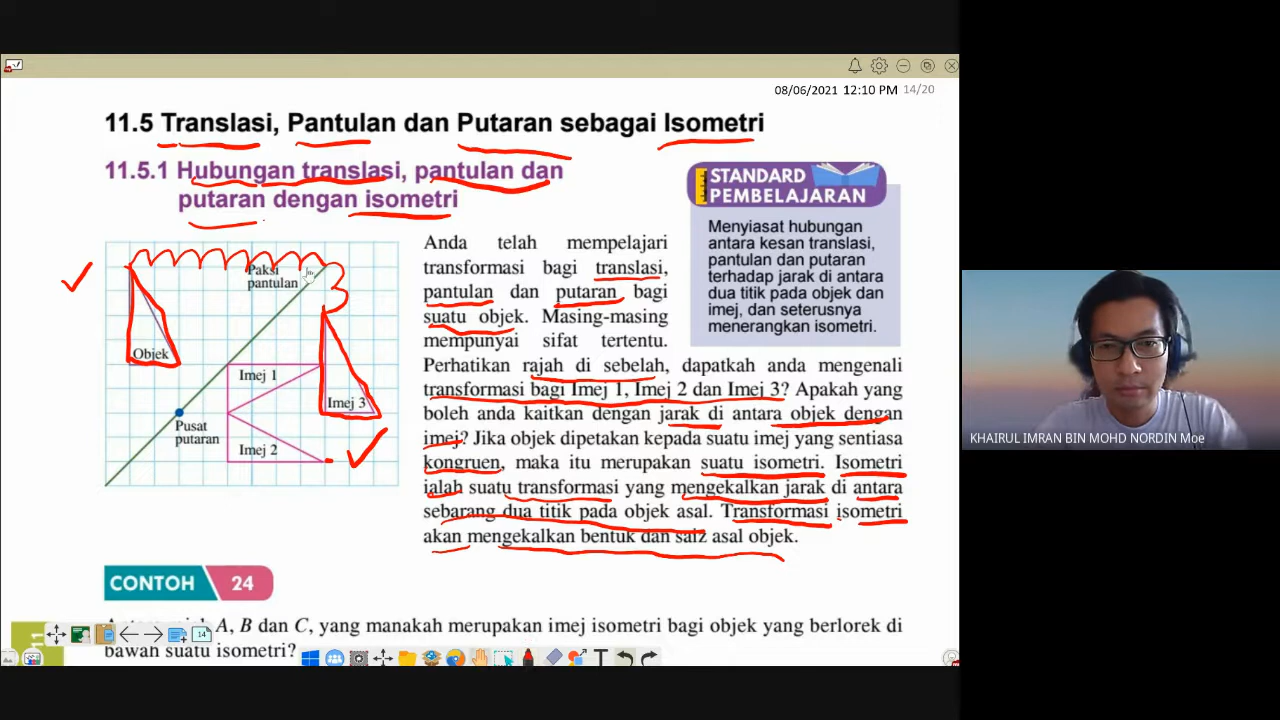 08/06/2021 12:10 PM 14/20
11.5 Translasi, Pantulan dan Putaran sebagai Isometri
11.5.1 Hubungan translasi, pantulan dan
putaran dengan isometri
Paksi
pantulan
Objek
Imej 1
Imej 3
Pusat
putaran
Imej 2
Anda telah mempelajari
transformasi bagi translasi,
pantulan dan putaran bagi
suatu objek. Masing-masing
mempunyai sifat tertentu.
Perhatikan rajah di sebelah, dapatkah anda mengenali
transformasi bagi Imej 1, Imej 2 dan Imej 3? Apakah yang
boleh anda kaitkan dengan jarak di antara objek dengan
imej? Jika objek dipetakan kepada suatu imej yang sentiasa
kongruen, maka itu merupakan suatu isometri. Isometri
ialah suatu transformasi yang mengekalkan jarak di antara
sebarang dua titik pada objek asal. Transformasi isometri
akan mengekalkan bentuk dan saiz asal objek.
STANDARD
PEMBELAJARAN
Menyiasat hubungan
antara kesan translasi,
pantulan dan putaran
terhadap jarak di antara
dua titik pada objek dan
imej, dan seterusnya
menerangkan isometri.
CONTOH 24
A, B dan C, yang manakah merupakan imej isometri bagi objek yang berlorek di
bawah suatu isometri?
14
KHAIRUL IMRAN BIN MOHD NORDIN Moe